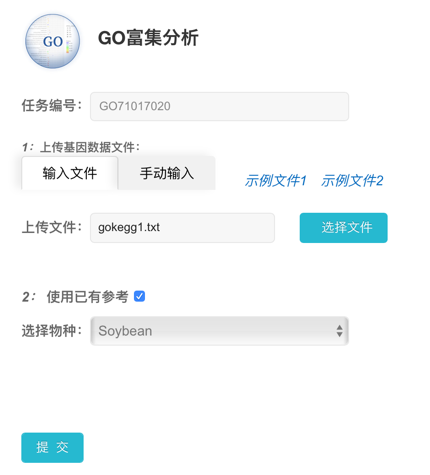 GO
GO富集分析
任务编号： GO71017020
1：上传基因数据文件：
输入文件 手动输入 示例文件1 示例文件2
上传文件： gokegg1.txt 选择文件
2： 使用已有参考
选择物种： Soybean
提 交